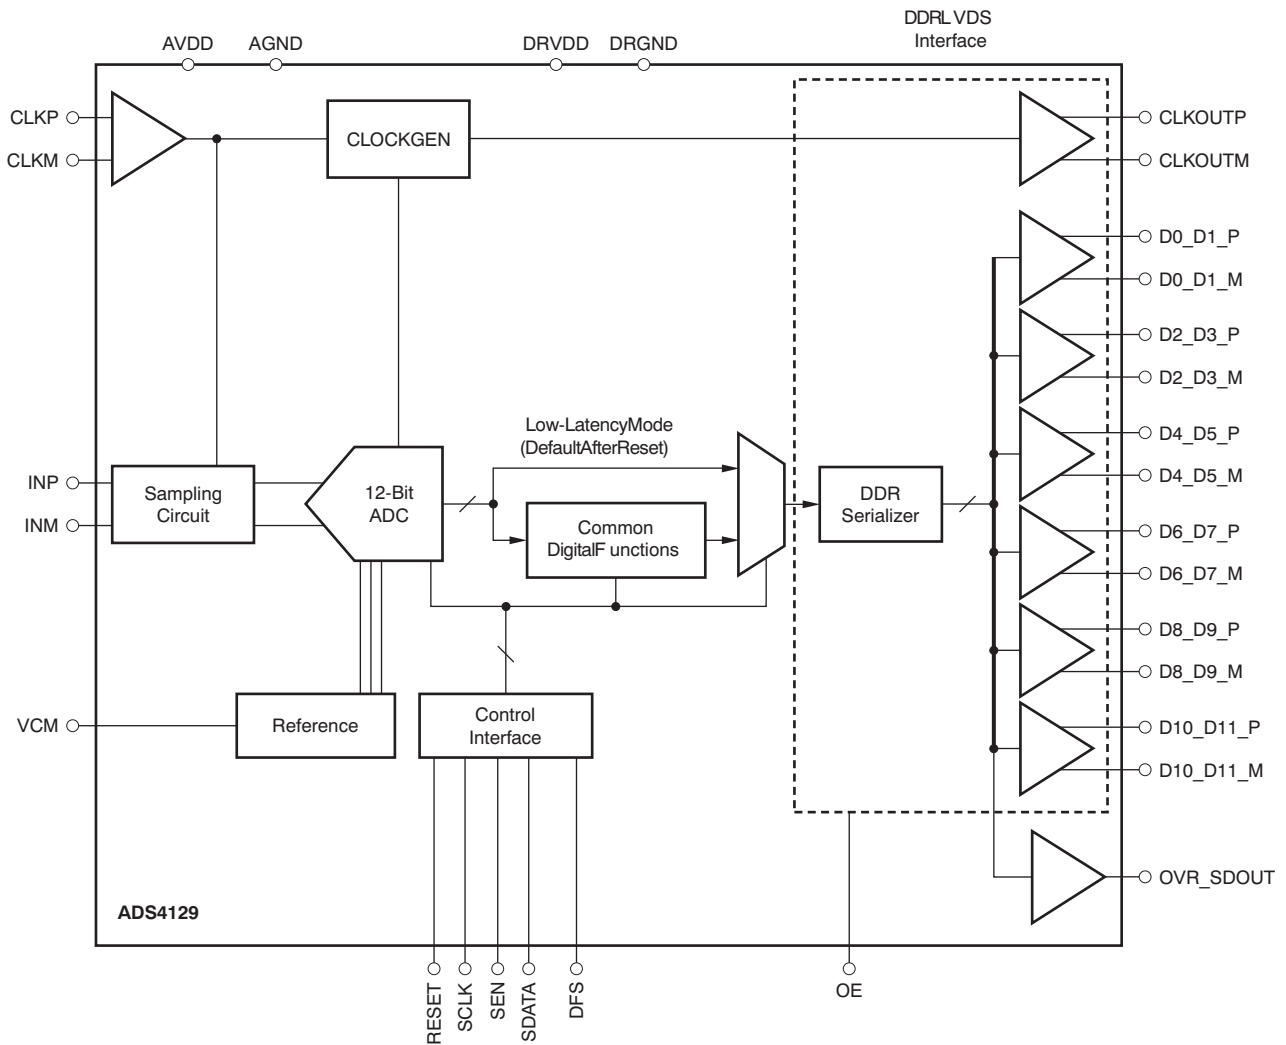 DDRLVDS
Interface
AVDD
AGND
DRVDD
DRGND
CLKP
CLKM
CLOCKGEN
CLKOUTP
CLKOUTM
D0_D1_P
D0_D1_M
D2_D3_P
D2_D3_M
Low-LatencyMode
(DefaultAfterReset)
D4_D5_P
D4_D5_M
INP
INM
Sampling
Circuit
12-Bit
ADC
Common
DigitalF unctions
DDR
Serializer
D6_D7_P
D6_D7_M
D8_D9_P
D8_D9_M
VCM
Reference
Control
Interface
D10_D11_P
D10_D11_M
OVR_SDOUT
ADS4129
RESET
SCLK
SEN
SDATA
DFS
OE